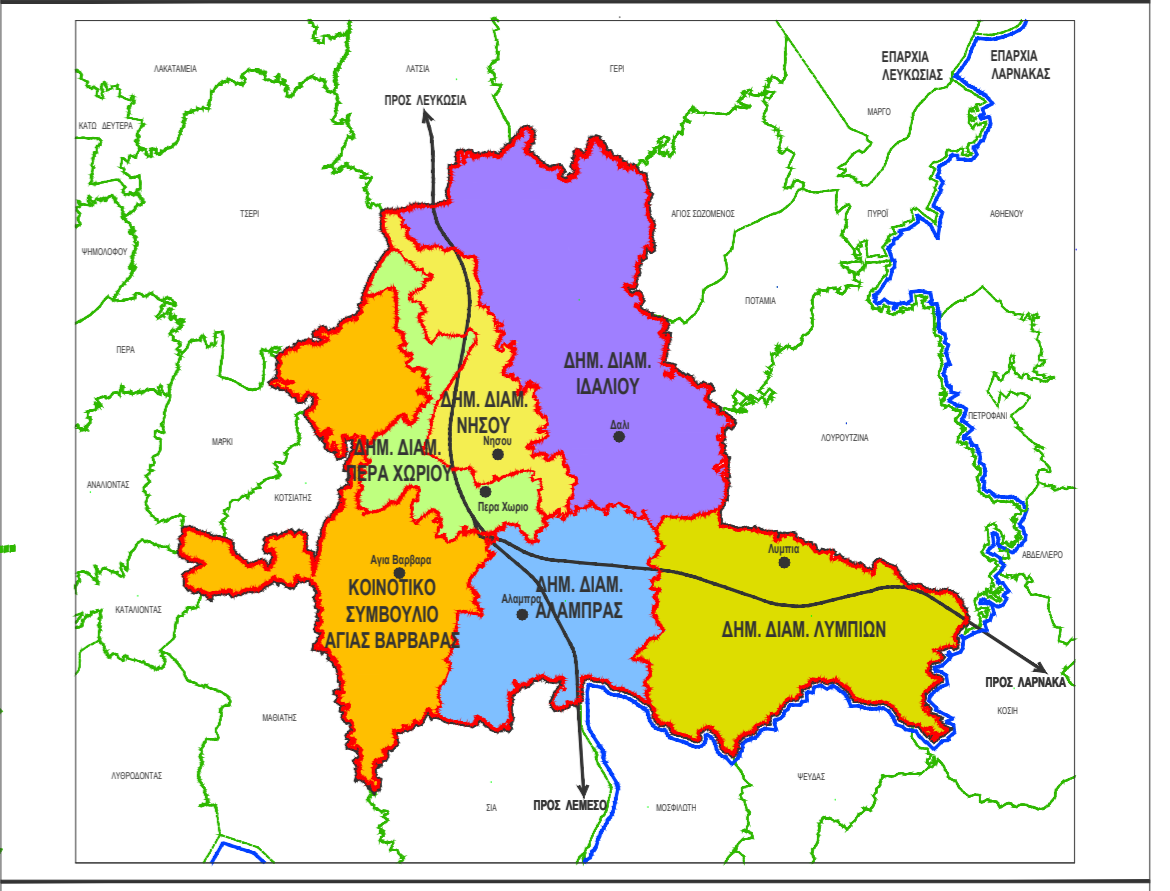 ΕΠΑΡΧΙΑ
ΛΕΥΚΩΣΙΑΣ
ΕΠΑΡΧΙΑ
ΛΑΡΝΑΚΑΣ
ΛΑΚΑΤΑΜΕΙΑ
ΛΑΤΣΙΑ
ΓΕΡΙ
ΠΡΟΣ ΛΕΥΚΩΣΙΑ
ΜΑΡΓΟ
ΚΑΤΩ ΔΕΥΤΕΡΑ
ΤΣΕΡΙ
ΑΓΙΟΣ ΣΩΖΟΜΕΝΟΣ
ΠΥΡΟΪ
ΑΘΗΕΝΟΥ
ΨΗΜΟΛΟΦΟΥ
ΠΟΤΑΜΙΑ
ΠΕΡΑ
ΔΗΜ. ΔΙΑΜ.
ΙΔΑΛΙΟΥ
Δαλι
ΔΗΜ. ΔΙΑΜ.
ΝΗΣΟΥ
Νησου
ΠΕΤΡΟΦΑΝΙ
ΛΟΥΡΟΥΤΖΙΝΑ
ΜΑΡΚΙ
ΔΗΜ. ΔΙΑΜ.
ΠΕΡΑ ΧΩΡΙΟΥ
Περα Χωριο
ΑΝΑΛΙΟΝΤΑΣ
ΚΟΤΣΙΑΤΗΣ
Λυμπια
ΑΒΔΕΛΛΕΡΟ
Αγια Βαρβαρα
ΚΟΙΝΟΤΙΚΟ
ΣΥΜΒΟΥΛΙΟ
ΑΓΙΑΣ ΒΑΡΒΑΡΑΣ
ΔΗΜ. ΔΙΑΜ.
ΑΛΑΜΠΡΑΣ
Αλαμπρα
ΔΗΜ. ΔΙΑΜ. ΛΥΜΠΙΩΝ
ΚΑΤΑΛΙΟΝΤΑΣ
ΠΡΟΣ ΛΑΡΝΑΚΑ
ΚΟΣΙΗ
ΜΑΘΙΑΤΗΣ
ΛΥΘΡΟΔΟΝΤΑΣ
ΨΕΥΔΑΣ
ΣΙΑ
ΠΡΟΣ ΛΕΜΕΣΟ
ΜΟΣΦΙΛΩΤΗ